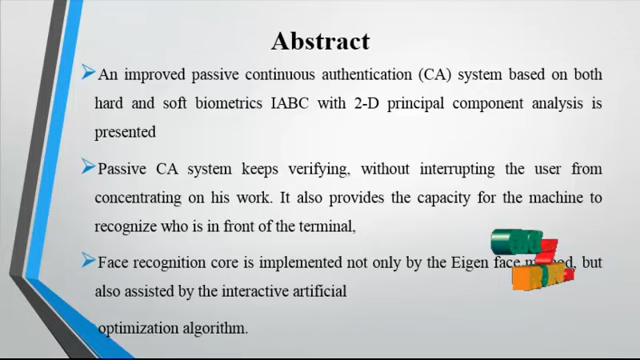 Abstract
An improved passive continuous authentication (CA) system based on both
hard and soft biometrics IABC with 2-D principal component analysis is
presented
Passive CA system keeps verifying, without interrupting the user from
concentrating on his work. It also provides the capacity for the machine to
recognize who is in front of the terminal,
Face recognition core is implemented not only by the Eigen face but
also assisted by the interactive artificial
optimization algorithm.